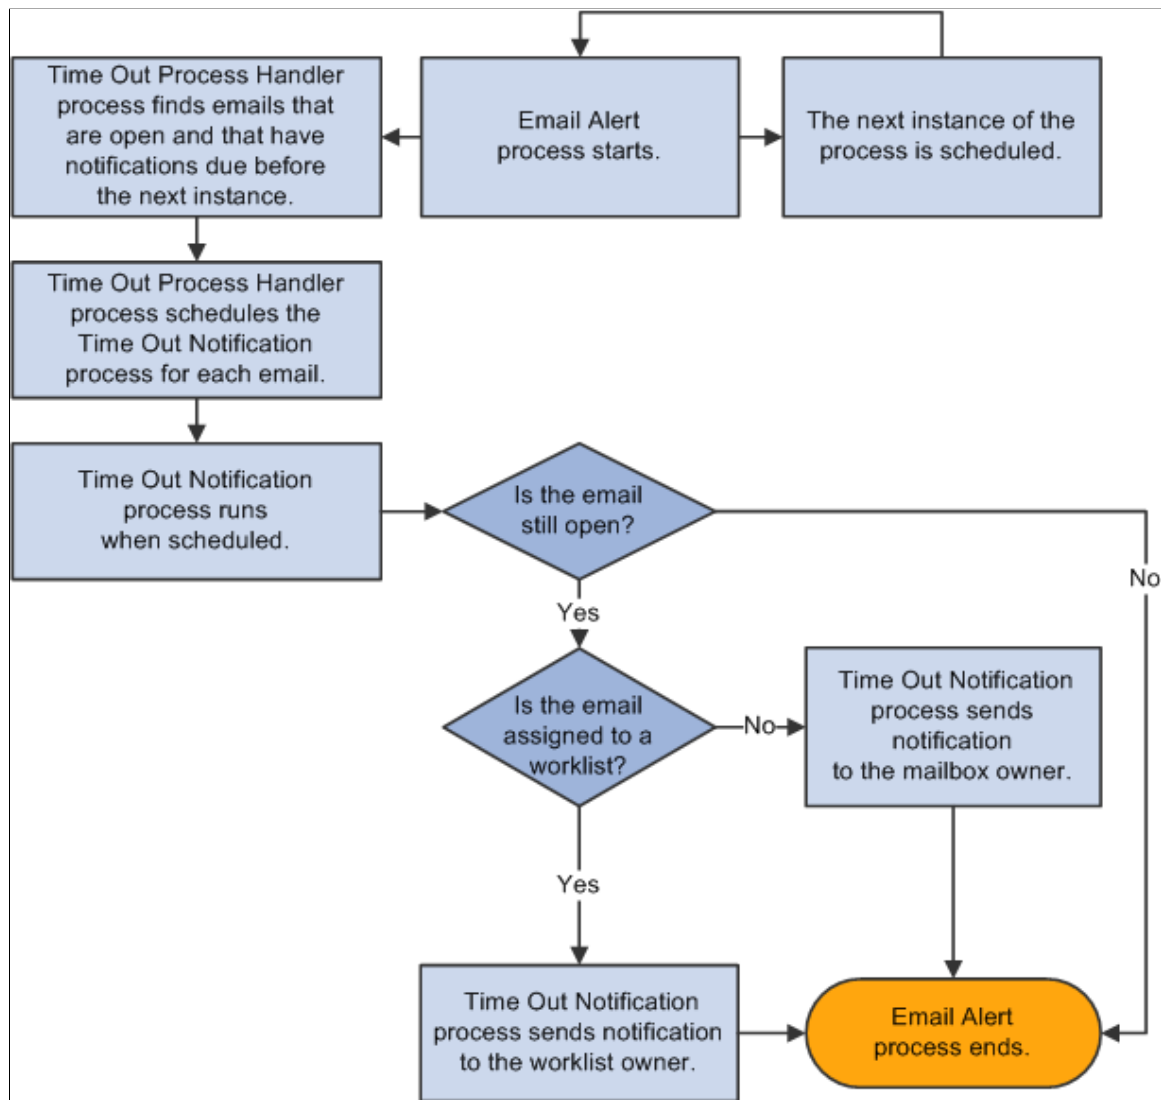 Time Out Process Handler
process finds emails that
are open and that have
notifications due before
the next instance.
Email Alert
process starts.
The next instance of the
process is scheduled.
Time Out Process Handler
process schedules the
Time Out Notification
process for each email.
Time Out Notification
process runs
when scheduled.
Is the email
still open?
No
Yes
Is the email
assigned to a
worklist?
No
Time Out Notification
process sends
notification
to the mailbox owner.
Yes
Time Out Notification
process sends notification
to the worklist owner.
Email Alert
process ends.